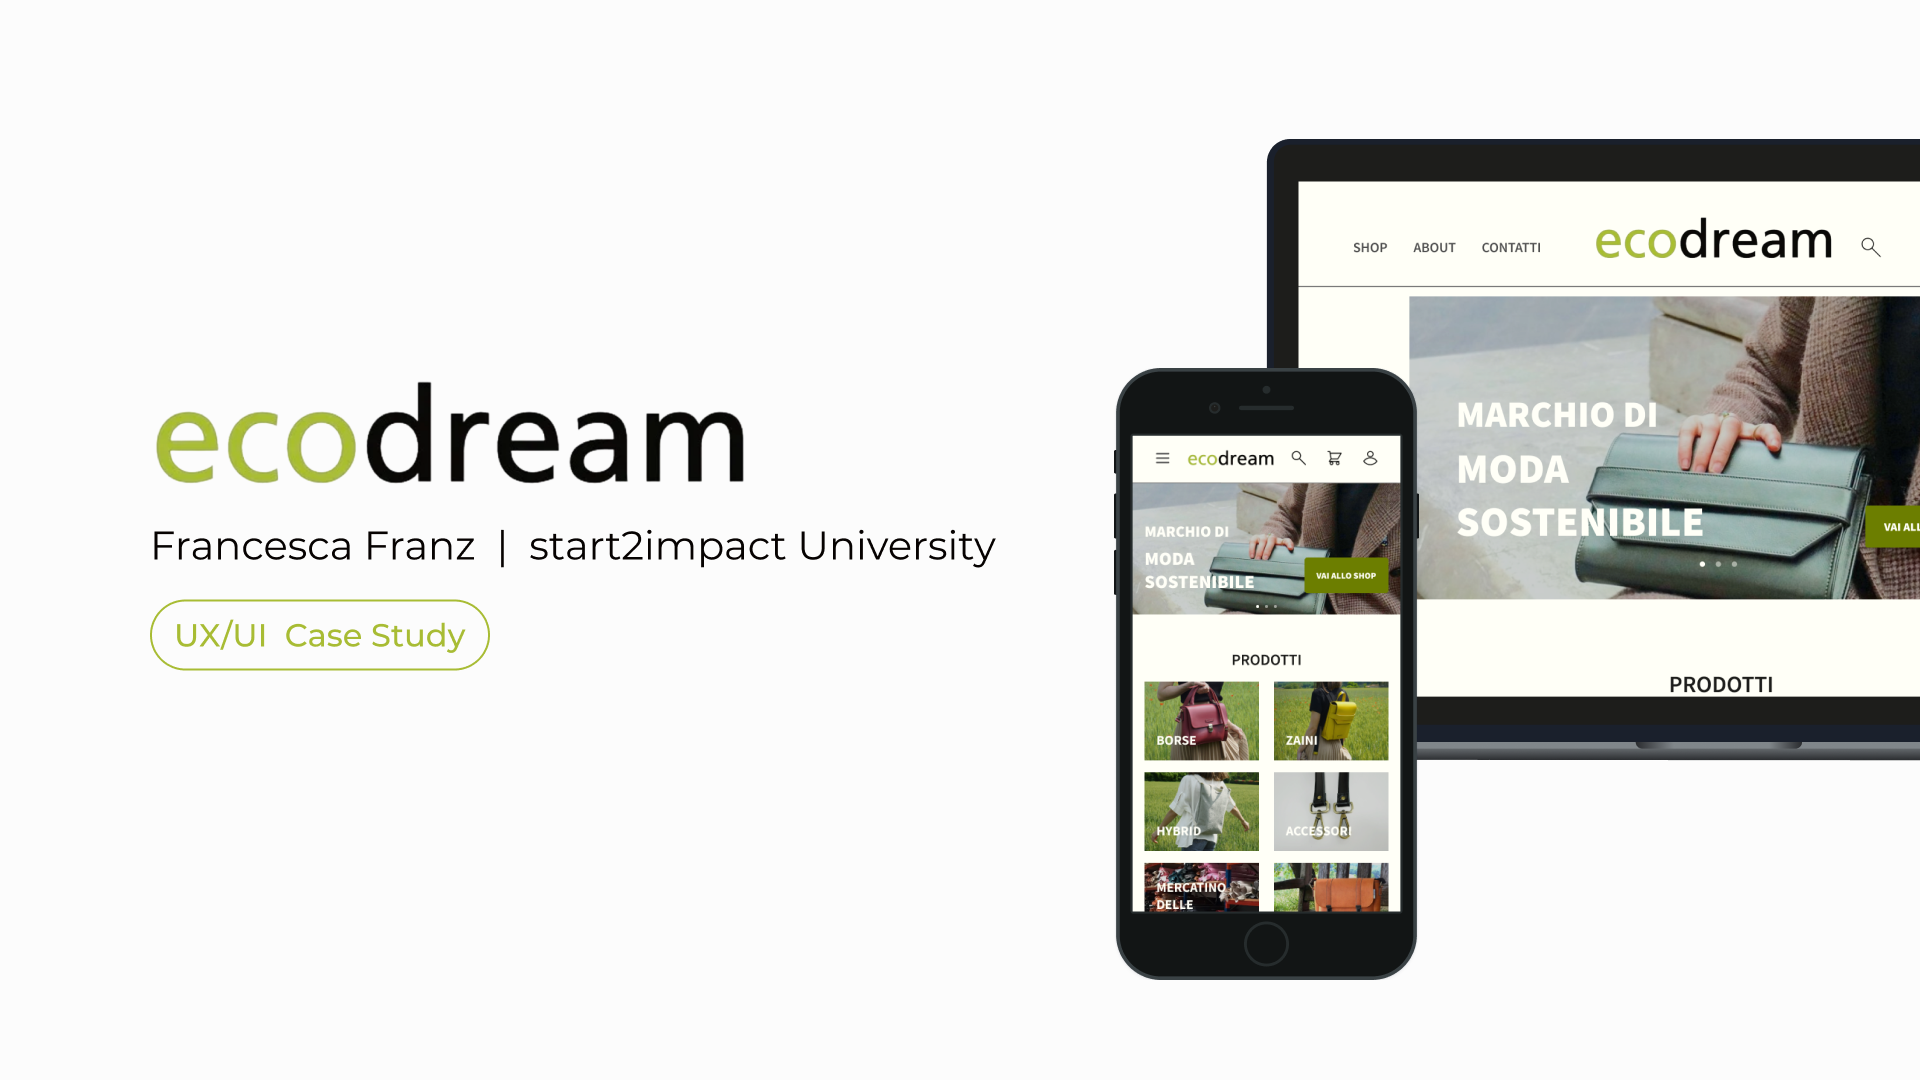 ecodream
Francesca Franz | start2impact University
UX/UI Case Study
SHOP ABOUT CONTATTI ecodream
MARCHIO DI
MODA
SOSTENIBILE
VAI ALL
PRODOTTI
ecodream
MARCHIO DI
MODA
SOSTENIBILE
VAI ALLO SHOP
PRODOTTI
BORSE
ZAINI
HYBRID
ACCESSORI
MERCATINO
DELLE